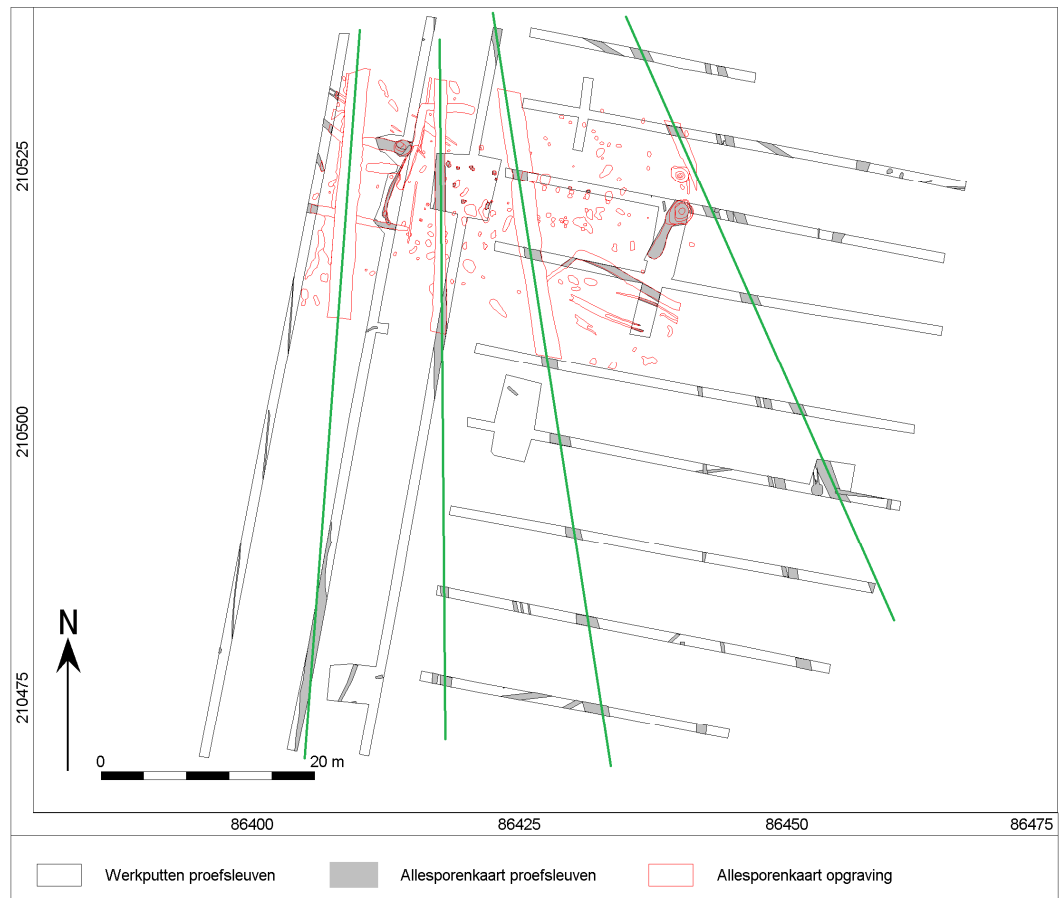 210525
210500
210475
N
0 20 m
86400 86425 86450 86475
Werkputten proefsleuven Allesporenkaart proefsleuven Allesporenkaart opgraving